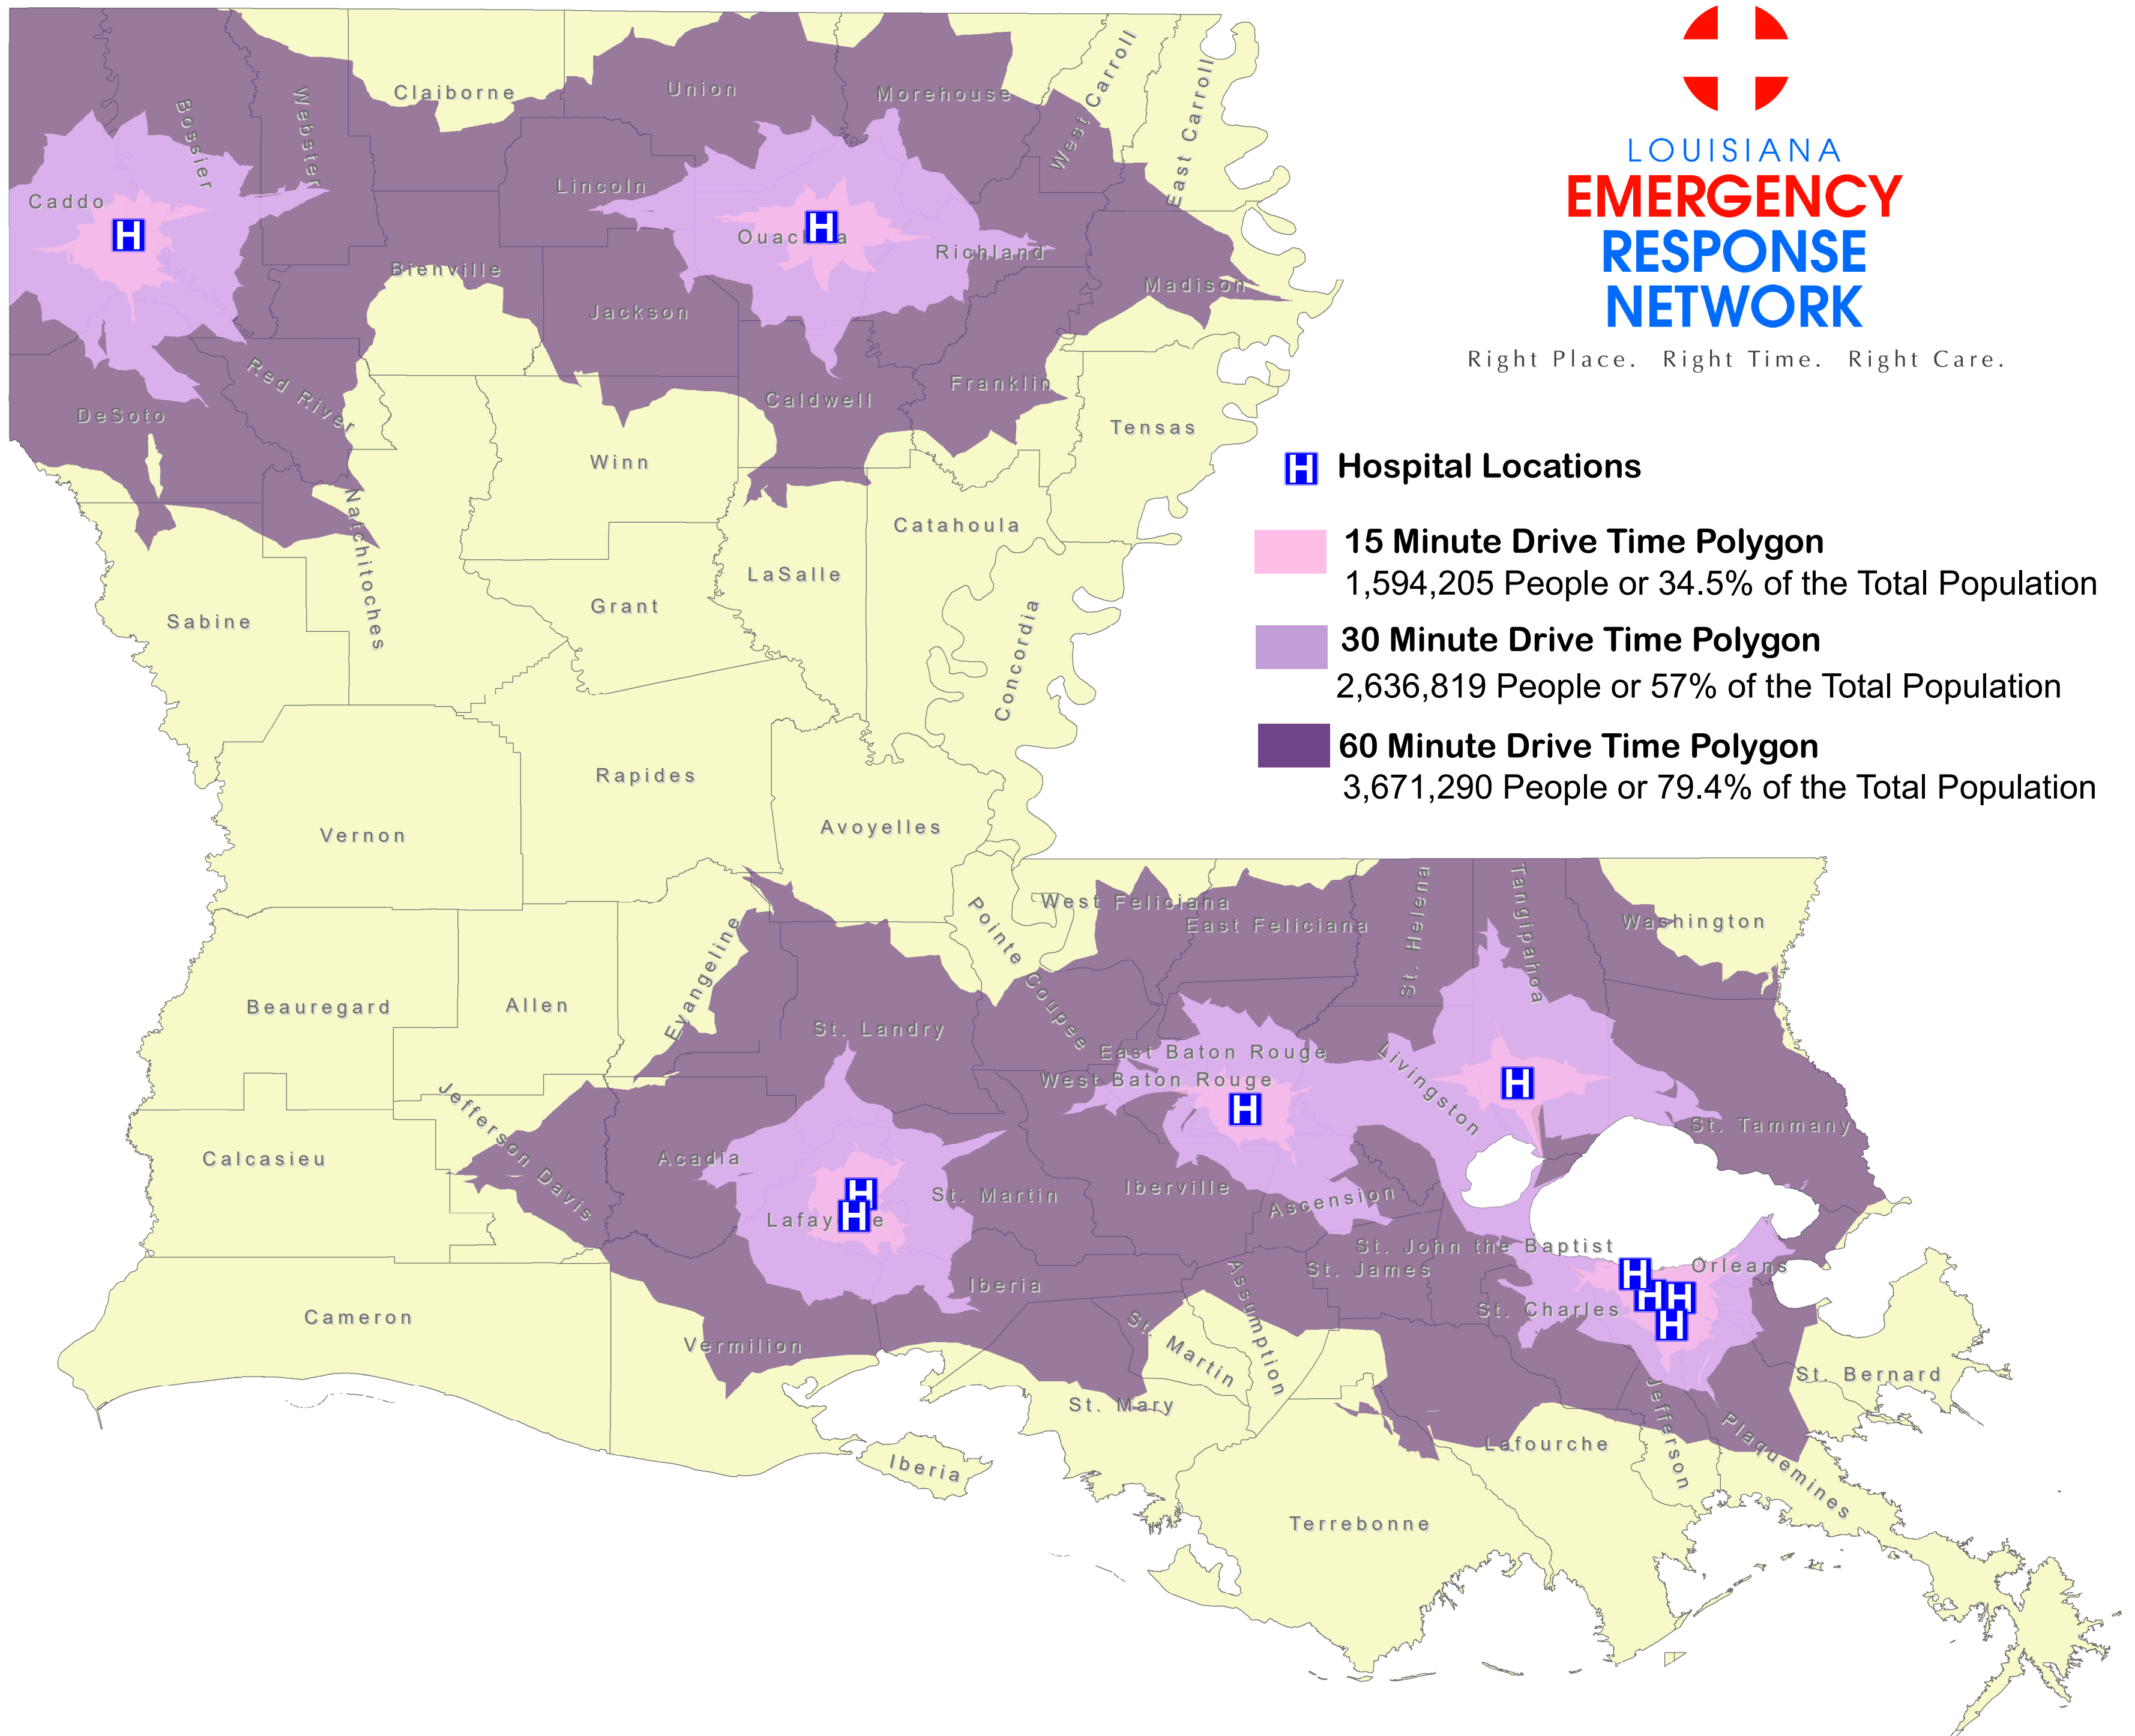 LOUISIANA
EMERGENCY
RESPONSE
NETWORK
Right Place. Right Time. Right Care.
H Hospital Locations
15 Minute Drive Time Polygon
1,594,205 People or 34.5% of the Total Population
30 Minute Drive Time Polygon
2,636,819 People or 57% of the Total Population
60 Minute Drive Time Polygon
3,671,290 People or 79.4% of the Total Population
Caddo
Bossier
Webster
Claiborne
Union
Morehouse
West Carroll
East Carroll
Lincoln
H
H
Richland
Bienville
Jackson
Madison
DeSoto
Red River
Caldwell
Franklin
Tensas
Winn
Natchitoches
Catahoula
LaSalle
Grant
Sabine
Concordia
Rapides
Vernon
Avoyelles
Pointe Coupee
West Feliciana
East Feliciana
St. Helena
Tangipahoa
Washington
Beauregard
Allen
Evangeline
St. Landry
East Baton Rouge
West Baton Rouge
H
Livingston
H
St. Tammany
Jefferson Davis
Calcasieu
Acadia
H
H
St. Martin
Iberville
Ascension
St. John the Baptist
St. James
Orleans
H
H
H
H
Iberia
Assumption
St. Charles
Cameron
Vermilion
St. Martin
St. Mary
St. Bernard
Jefferson
Plaquemines
Lafourche
Iberia
Terrebonne